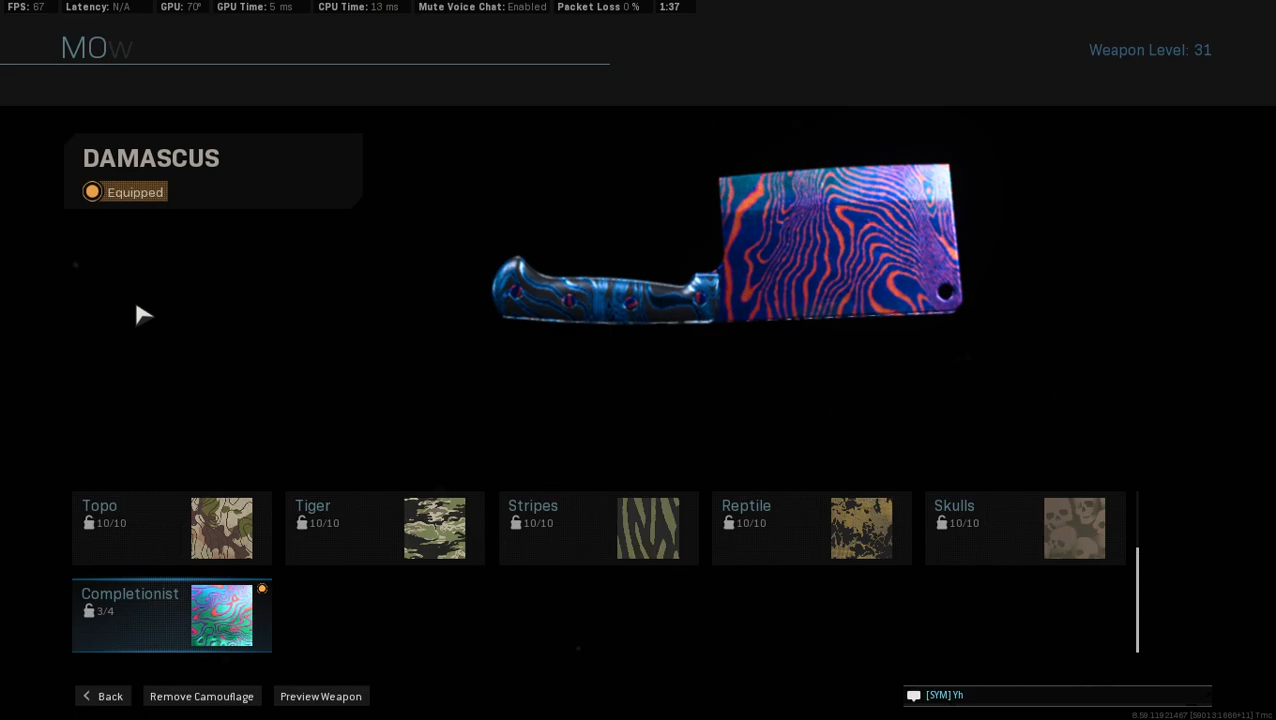 FPS: 67 Latency: N/A GPU: 70° GPU Time: 5 ms CPU Time: 13 ms Mute Voice Chat: Enabled Packet Loss 0 % 1:37
MOW
Weapon Level: 31
DAMASCUS
Equipped
Topo
10/10
Tiger
10/10
Stripes
10/10
Reptile
10/10
Skulls
10/10
Completionist
3/4
Back
Remove Camouflage
Preview Weapon
[SYM] Yh